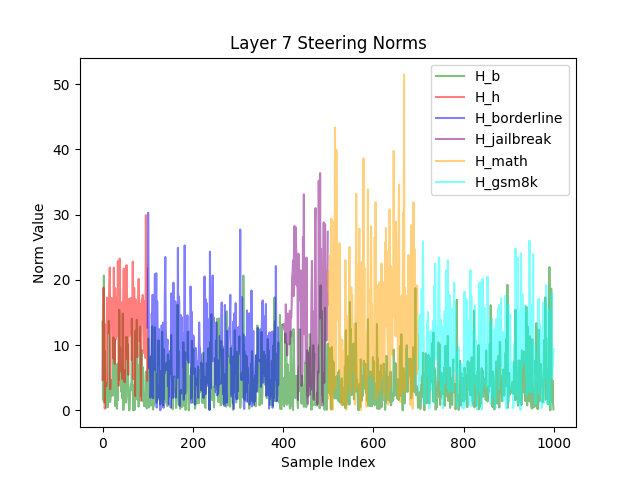 Layer 7 Steering Norms
H_b
H_h
H_borderline
H_jailbreak
H_math
H_gsm8k
Norm Value
50
40
30
20
10
0
0 200 400 600 800 1000
Sample Index